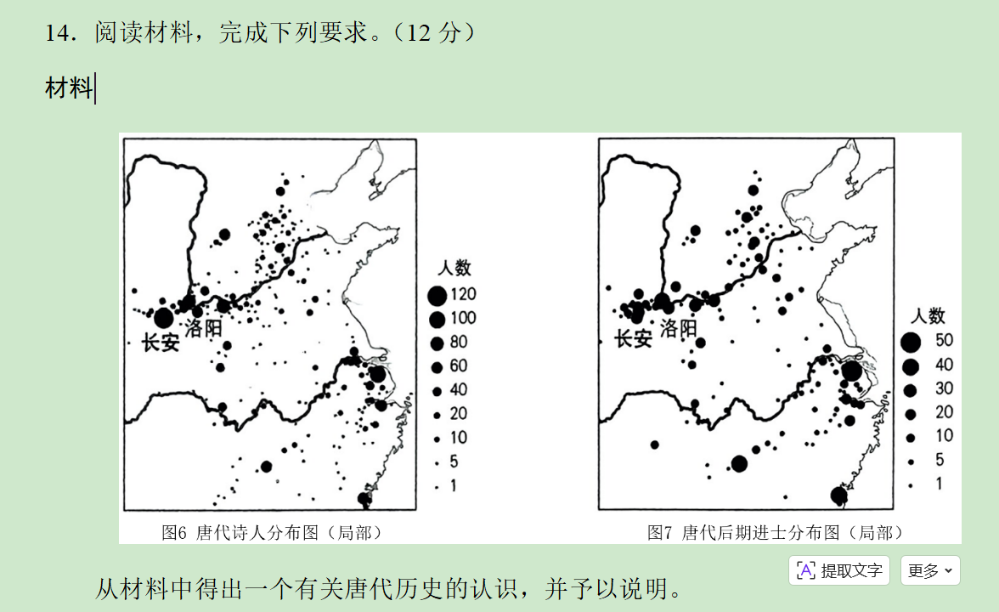 14．阅读材料，完成下列要求。（12 分）
材料
长安
洛阳
人数
120
100
80
60
40
20
10
5
1
图6 唐代诗人分布图（局部）
长安
洛阳
人数
50
40
30
20
10
5
1
图7 唐代后期进士分布图（局部）
提取文字
更多
从材料中得出一个有关唐代历史的认识，并予以说明。